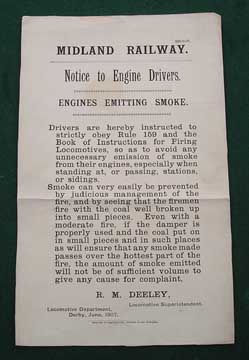 MIDLAND RAILWAY.
Notice to Engine Drivers.
ENGINES EMITTING SMOKE.
Drivers are hereby instructed to
strictly obey Rule 159 and the
Book of Instructions for Firing
Locomotives, so as to avoid any
unnecessary emission of smoke
from their engines, especially when
standing at, or passing, stations,
or sidings.
Smoke can very easily be prevented
by judicious management of the
fire, and by seeing that the firemen
fire with the coal well broken up
into small pieces. Even with a
moderate fire, if the damper is
properly used and the coal put on
in small pieces and in such places
as will ensure that any smoke made
passes over the hottest part of the
fire, the amount of smoke emitted
will not be of sufficient volume to
give any cause for complaint.
R. M. DEELEY,
Locomotive Superintendent.
Locomotive Department,
Derby, June, 1907.